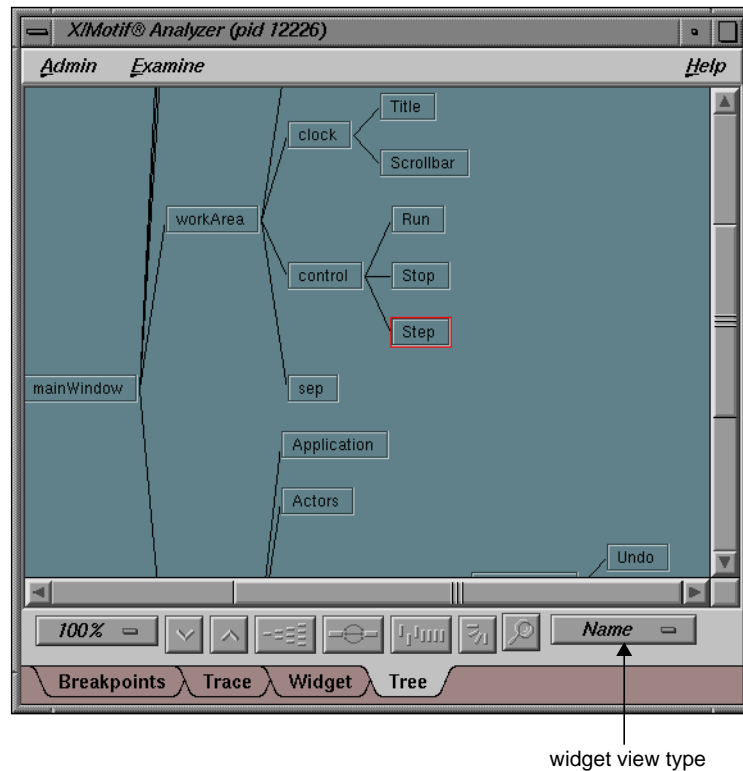 X/Motif® Analyzer (pid 12226)
Admin Examine Help
Title
clock
Scrollbar
workArea
Run
control
Stop
Step
mainWindow
sep
Application
Actors
Undo
100%
Name
Breakpoints Trace Widget Tree
widget view type